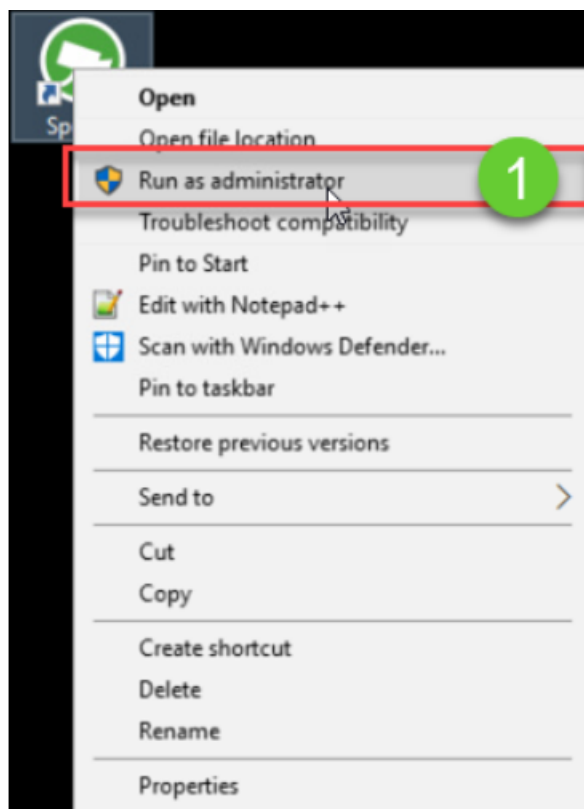 Open
Open file location
Run as administrator
1
Troubleshoot compatibility
Pin to Start
Edit with Notepad++
Scan with Windows Defender...
Pin to taskbar
Restore previous versions
Send to
Cut
Copy
Create shortcut
Delete
Rename
Properties